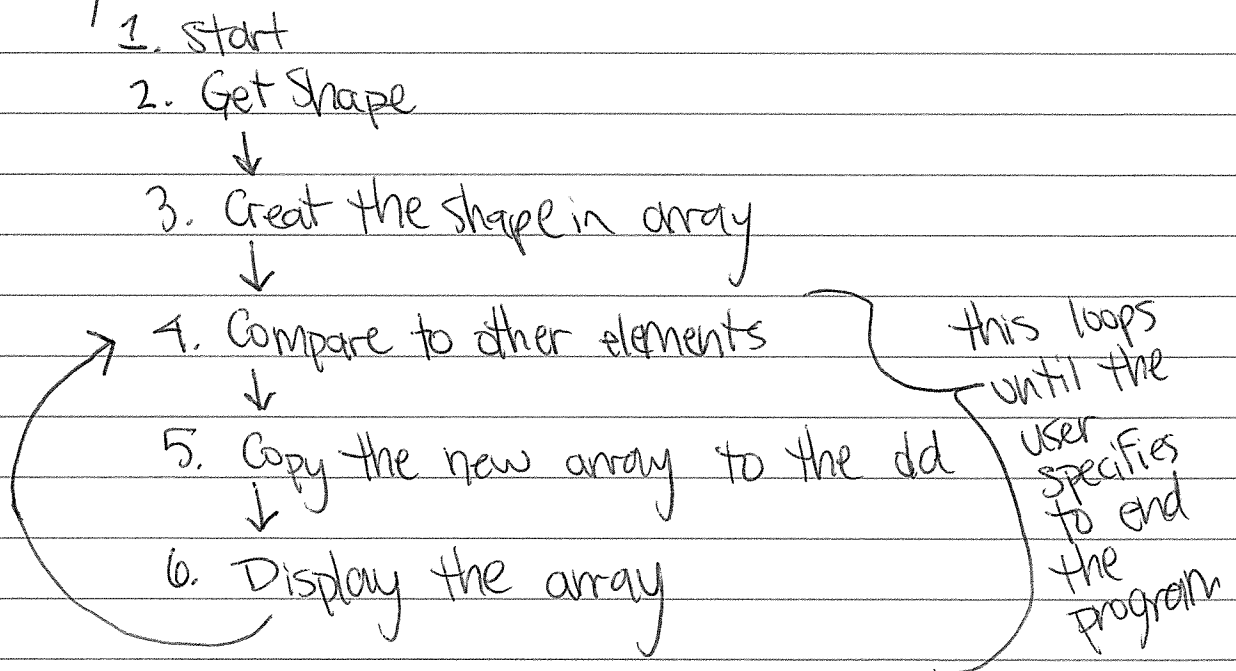 1. Start
2. Get Shape
3. Creat the shape in array
4. Compare to other elements
5. Copy the new array to the old
6. Display the array
this loops
until the
user
specifies
to end
the
program